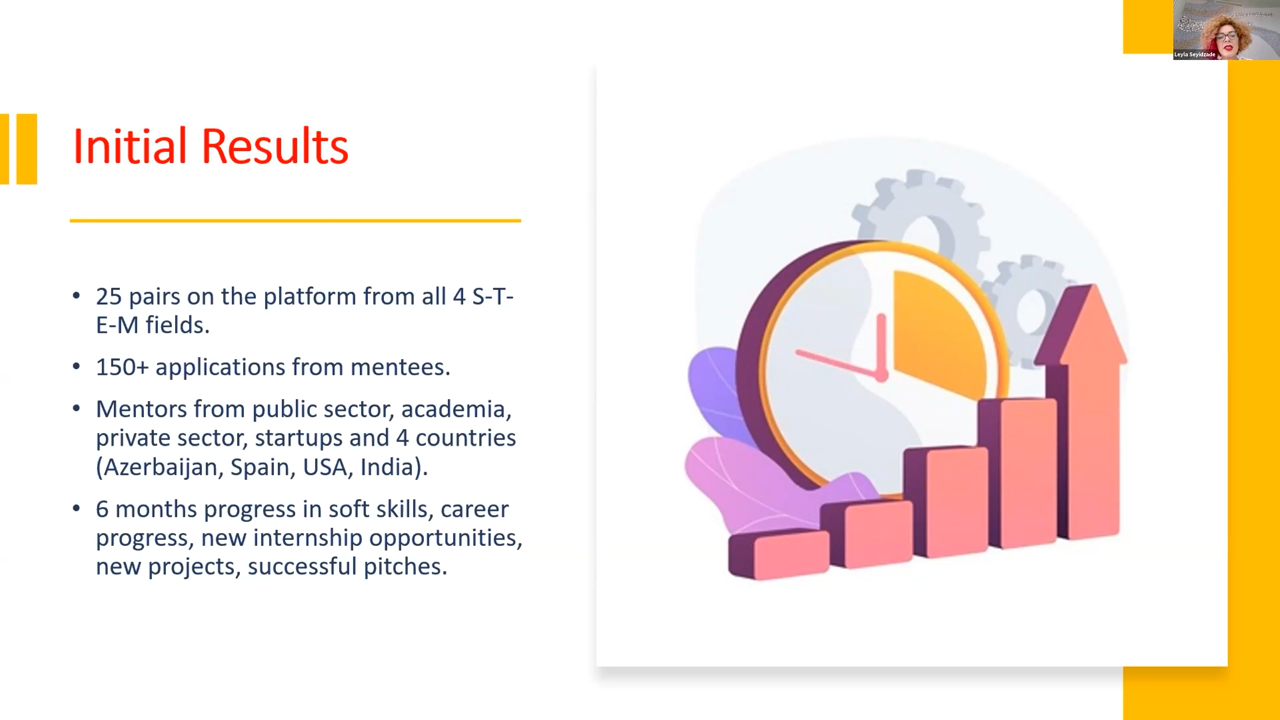 Leyla Seyidzade
Initial Results
• 25 pairs on the platform from all 4 S-T-
E-M fields.
• 150+ applications from mentees.
• Mentors from public sector, academia,
private sector, startups and 4 countries
(Azerbaijan, Spain, USA, India).
• 6 months progress in soft skills, career
progress, new internship opportunities,
new projects, successful pitches.